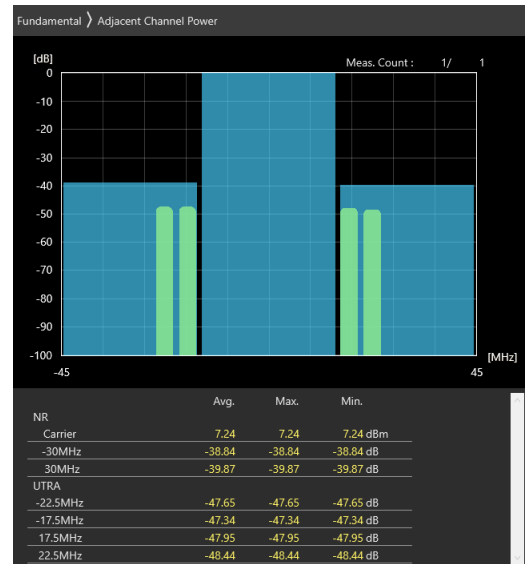 Fundamental 〉 Adjacent Channel Power
[dB] Meas. Count : 1/ 1
0
-10
-20
-30
-40
-50
-60
-70
-80
-90
-100 [MHz]
-45 45
Avg. Max. Min.
NR
Carrier 7.24 7.24 7.24 dBm
-30MHz -38.84 -38.84 -38.84 dB
30MHz -39.87 -39.87 -39.87 dB
UTRA
-22.5MHz -47.65 -47.65 -47.65 dB
-17.5MHz -47.34 -47.34 -47.34 dB
17.5MHz -47.95 -47.95 -47.95 dB
22.5MHz -48.44 -48.44 -48.44 dB